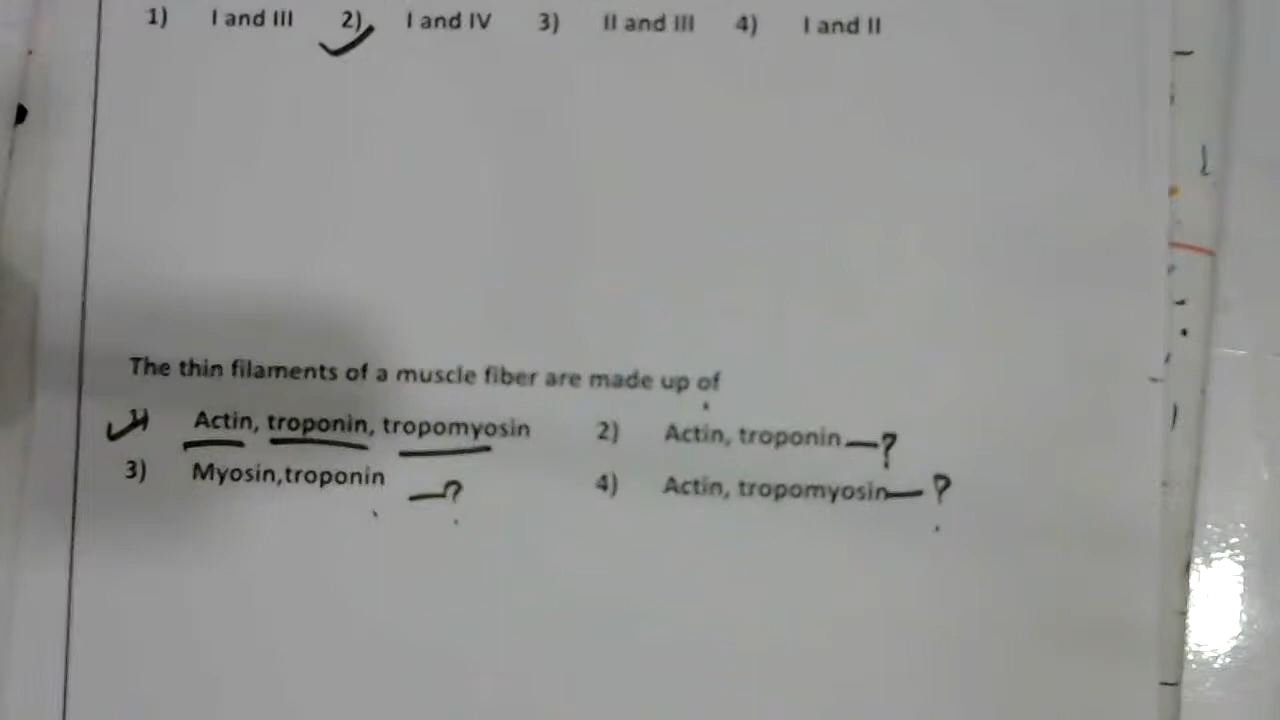 1) I and III 2) I and IV 3) II and III 4) I and II
The thin filaments of a muscle fiber are made up of
1) Actin, troponin, tropomyosin 2) Actin, troponin —?
3) Myosin,troponin —? 4) Actin, tropomyosin —?